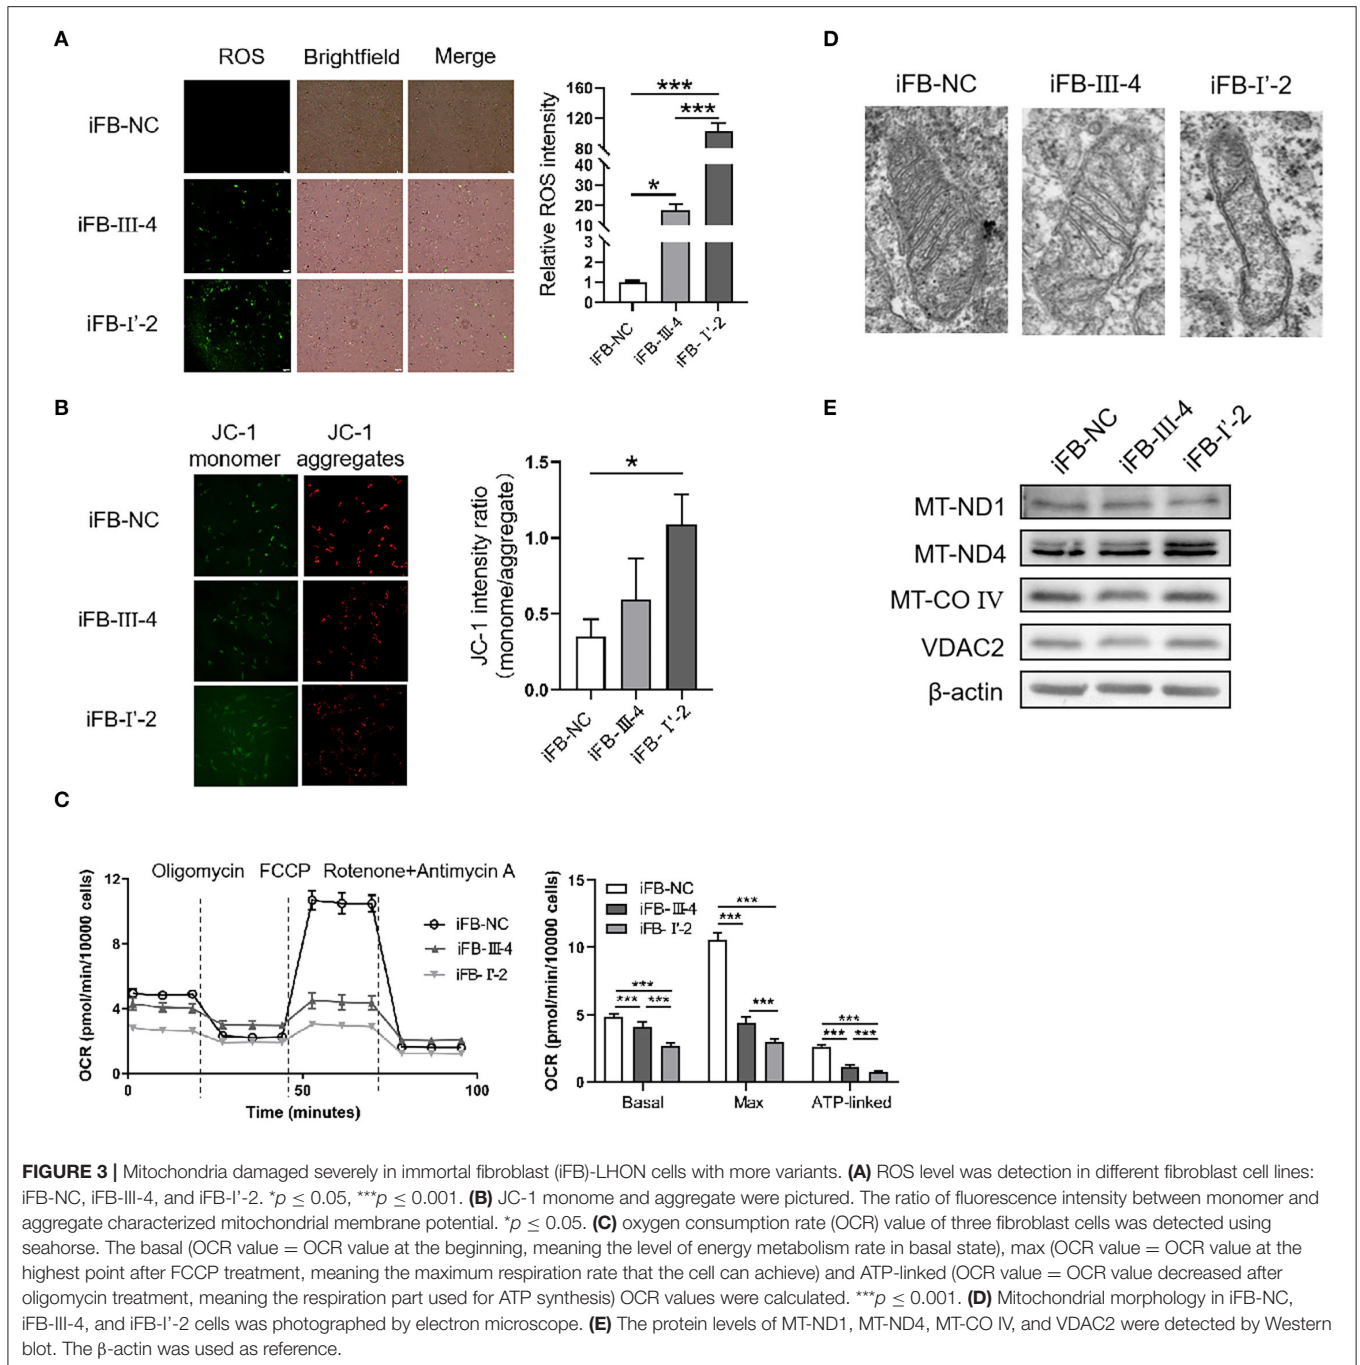 A
ROS Brightfield Merge
iFB-NC
iFB-III-4
iFB-I'-2
Relative ROS intensity
160
120
80
40
30
20
10
3
2
1
0
***
***
*
iFB-NC
iFB-III-4
iFB-I'-2
B
JC-1 JC-1
monomer aggregates
iFB-NC
iFB-III-4
iFB-I'-2
JC-1 intensity ratio
(monome/aggregate)
1.5
1.0
0.5
0.0
*
iFB-NC
iFB-III-4
iFB-I'-2
C
Oligomycin FCCP Rotenone+Antimycin A
OCR (pmol/min/10000 cells)
12
8
4
0
iFB-NC
iFB-III-4
iFB-I'-2
0 50 100
Time (minutes)
OCR (pmol/min/10000 cells)
15
10
5
0
iFB-NC
iFB-III-4
iFB-I'-2
***
*** ***
***
***
***
***
*** ***
Basal Max ATP-linked
D
iFB-NC iFB-III-4 iFB-I'-2
E
iFB-NC iFB-III-4 iFB-I'-2
MT-ND1
MT-ND4
MT-CO IV
VDAC2
β-actin
FIGURE 3 | Mitochondria damaged severely in immortal fibroblast (iFB)-LHON cells with more variants. (A) ROS level was detection in different fibroblast cell lines:
iFB-NC, iFB-III-4, and iFB-I'-2. *p ≤ 0.05, ***p ≤ 0.001. (B) JC-1 monome and aggregate were pictured. The ratio of fluorescence intensity between monomer and
aggregate characterized mitochondrial membrane potential. *p ≤ 0.05. (C) oxygen consumption rate (OCR) value of three fibroblast cells was detected using
seahorse. The basal (OCR value = OCR value at the beginning, meaning the level of energy metabolism rate in basal state), max (OCR value = OCR value at the
highest point after FCCP treatment, meaning the maximum respiration rate that the cell can achieve) and ATP-linked (OCR value = OCR value decreased after
oligomycin treatment, meaning the respiration part used for ATP synthesis) OCR values were calculated. ***p ≤ 0.001. (D) Mitochondrial morphology in iFB-NC,
iFB-III-4, and iFB-I'-2 cells was photographed by electron microscope. (E) The protein levels of MT-ND1, MT-ND4, MT-CO IV, and VDAC2 were detected by Western
blot. The β-actin was used as reference.